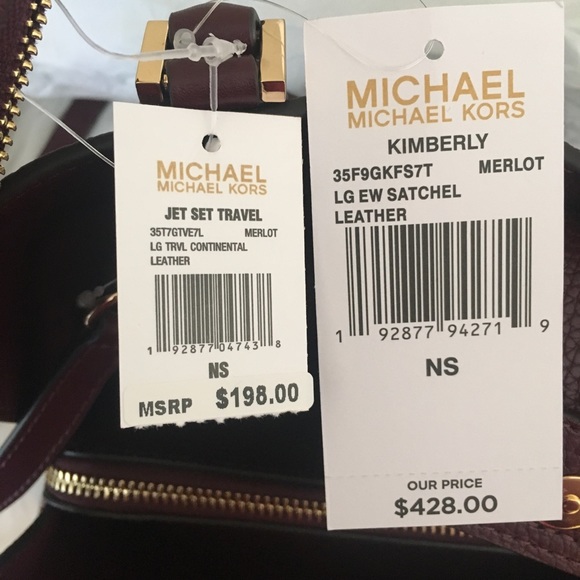 MICHAEL
MICHAEL KORS
JET SET TRAVEL
35T7GTVE7L MERLOT
LG TRVL CONTINENTAL
LEATHER
1 92877 04743 8
NS
MSRP $198.00
MICHAEL
MICHAEL KORS
KIMBERLY
35F9GKFS7T MERLOT
LG EW SATCHEL
LEATHER
1 92877 94271 9
NS
OUR PRICE
$428.00